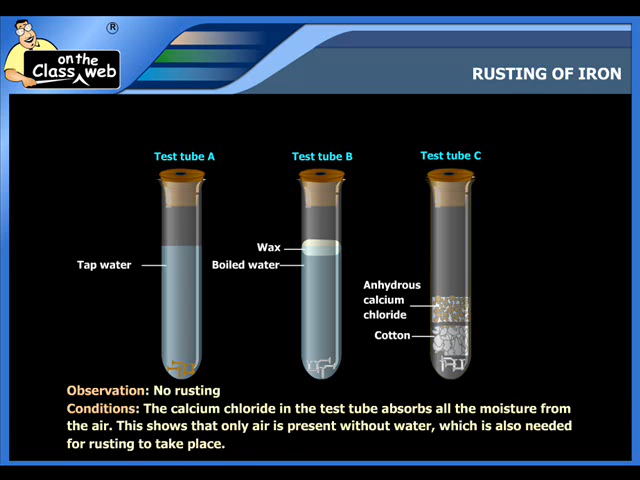 ®
on the
Class web
RUSTING OF IRON
Test tube A
Test tube B
Test tube C
Wax
Tap water
Boiled water
Anhydrous
calcium
chloride
Cotton
Observation: No rusting
Conditions: The calcium chloride in the test tube absorbs all the moisture from
the air. This shows that only air is present without water, which is also needed
for rusting to take place.